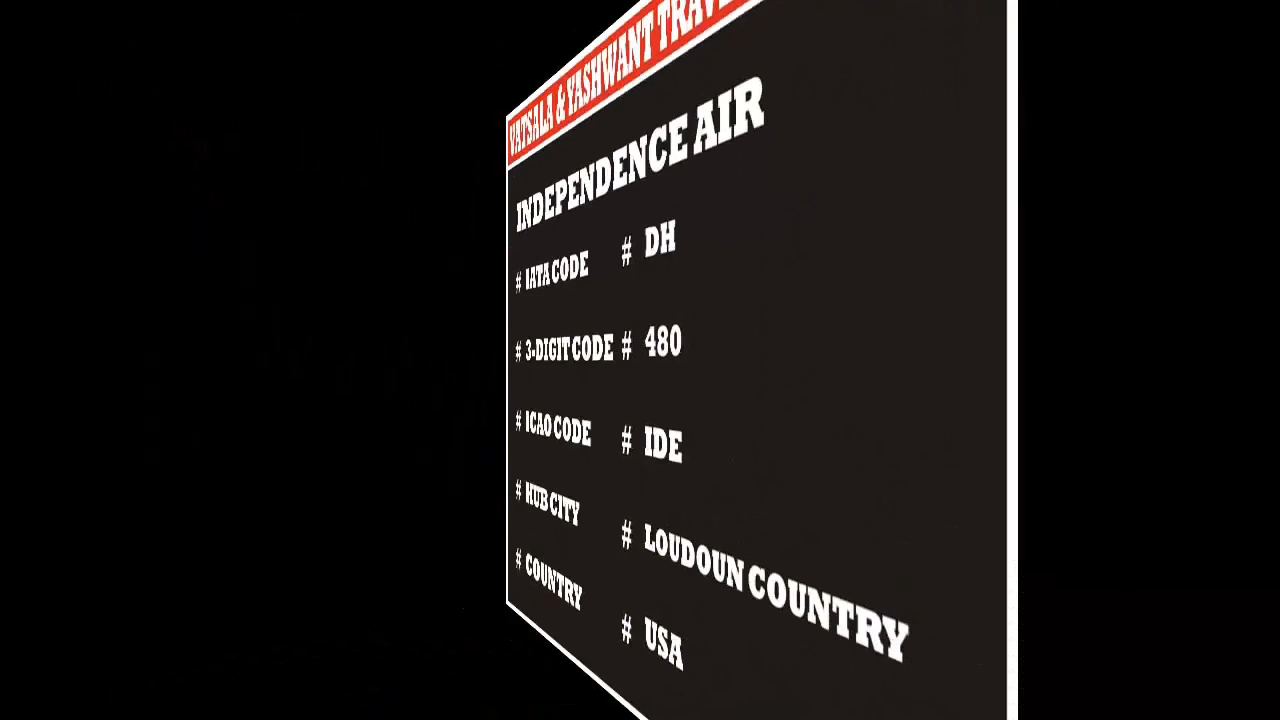 VATSALA & YASHWANT
INDEPENDENCE AIR
# IATA CODE # DH
# 3-DIGIT CODE # 480
# ICAO CODE # IDE
# HUB CITY # LOUDOUN COUNTRY
# COUNTRY # USA